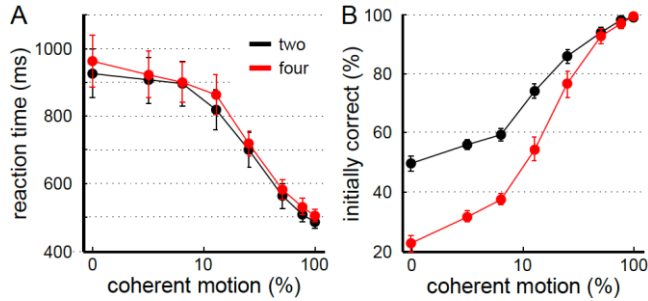 A
reaction time (ms)
1000
800
600
400
0
10
100
coherent motion (%)
two
four
B
initially correct (%)
100
80
60
40
20
0
10
100
coherent motion (%)